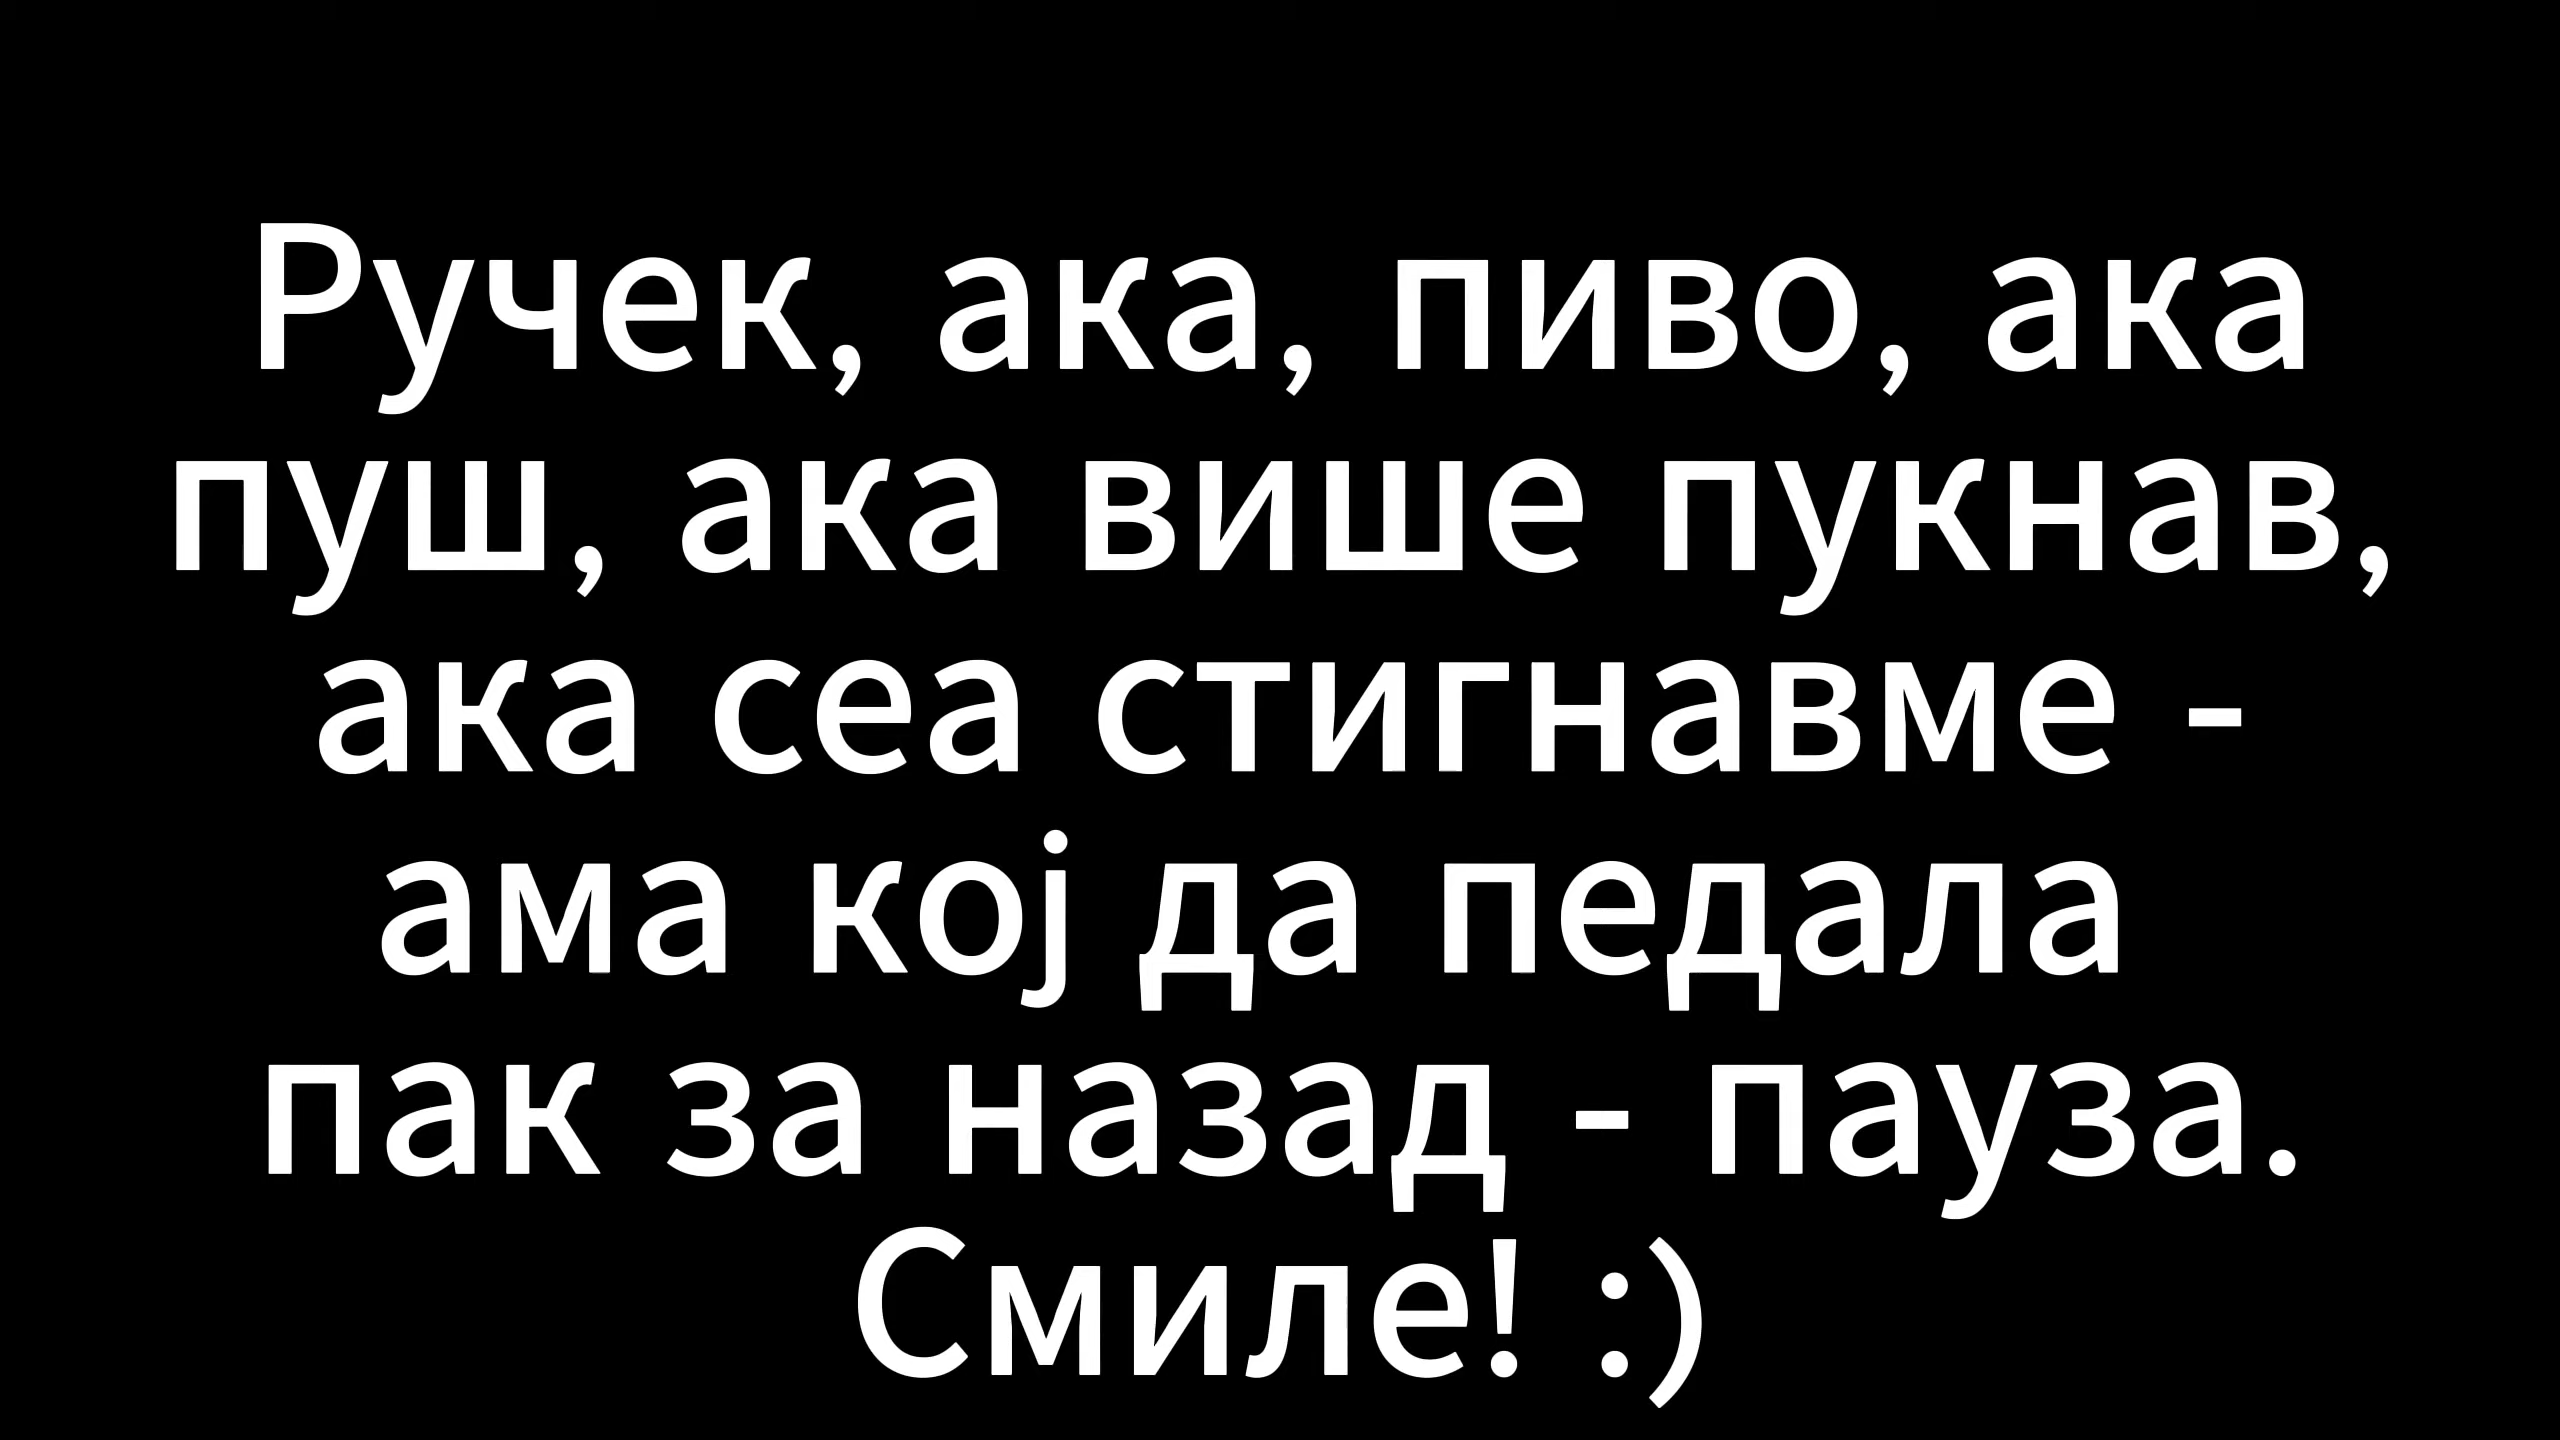 Ручек, ака, пиво, ака
пуш, ака више пукнав,
ака сеа стигнавме -
ама кој да педала
пак за назад - пауза.
Смиле! :)